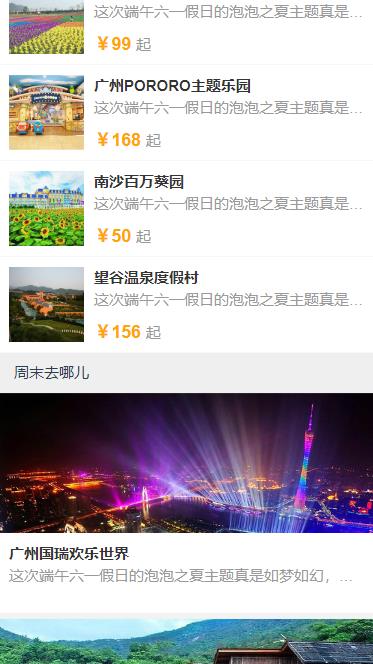 这次端午六一假日的泡泡之夏主题真是...
¥99 起
广州PORORO主题乐园
这次端午六一假日的泡泡之夏主题真是...
¥168 起
南沙百万葵园
这次端午六一假日的泡泡之夏主题真是...
¥50 起
望谷温泉度假村
这次端午六一假日的泡泡之夏主题真是...
¥156 起
周末去哪儿
广州国瑞欢乐世界
这次端午六一假日的泡泡之夏主题真是如梦如幻，...